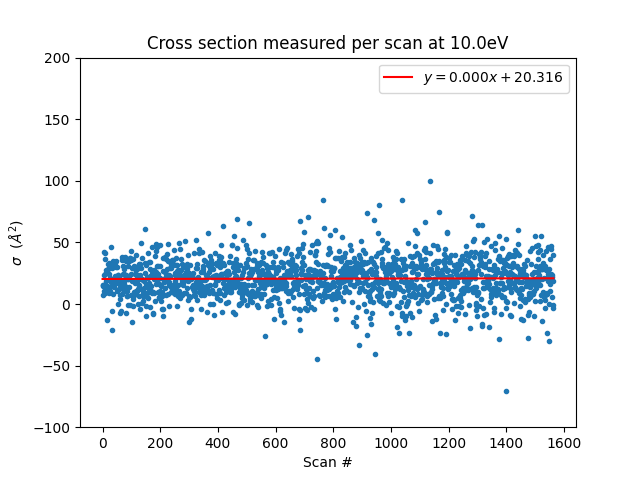 Cross section measured per scan at 10.0eV
200
150
100
50
0
−50
−100
σ (Å²)
y = 0.000x + 20.316
0 200 400 600 800 1000 1200 1400 1600
Scan #